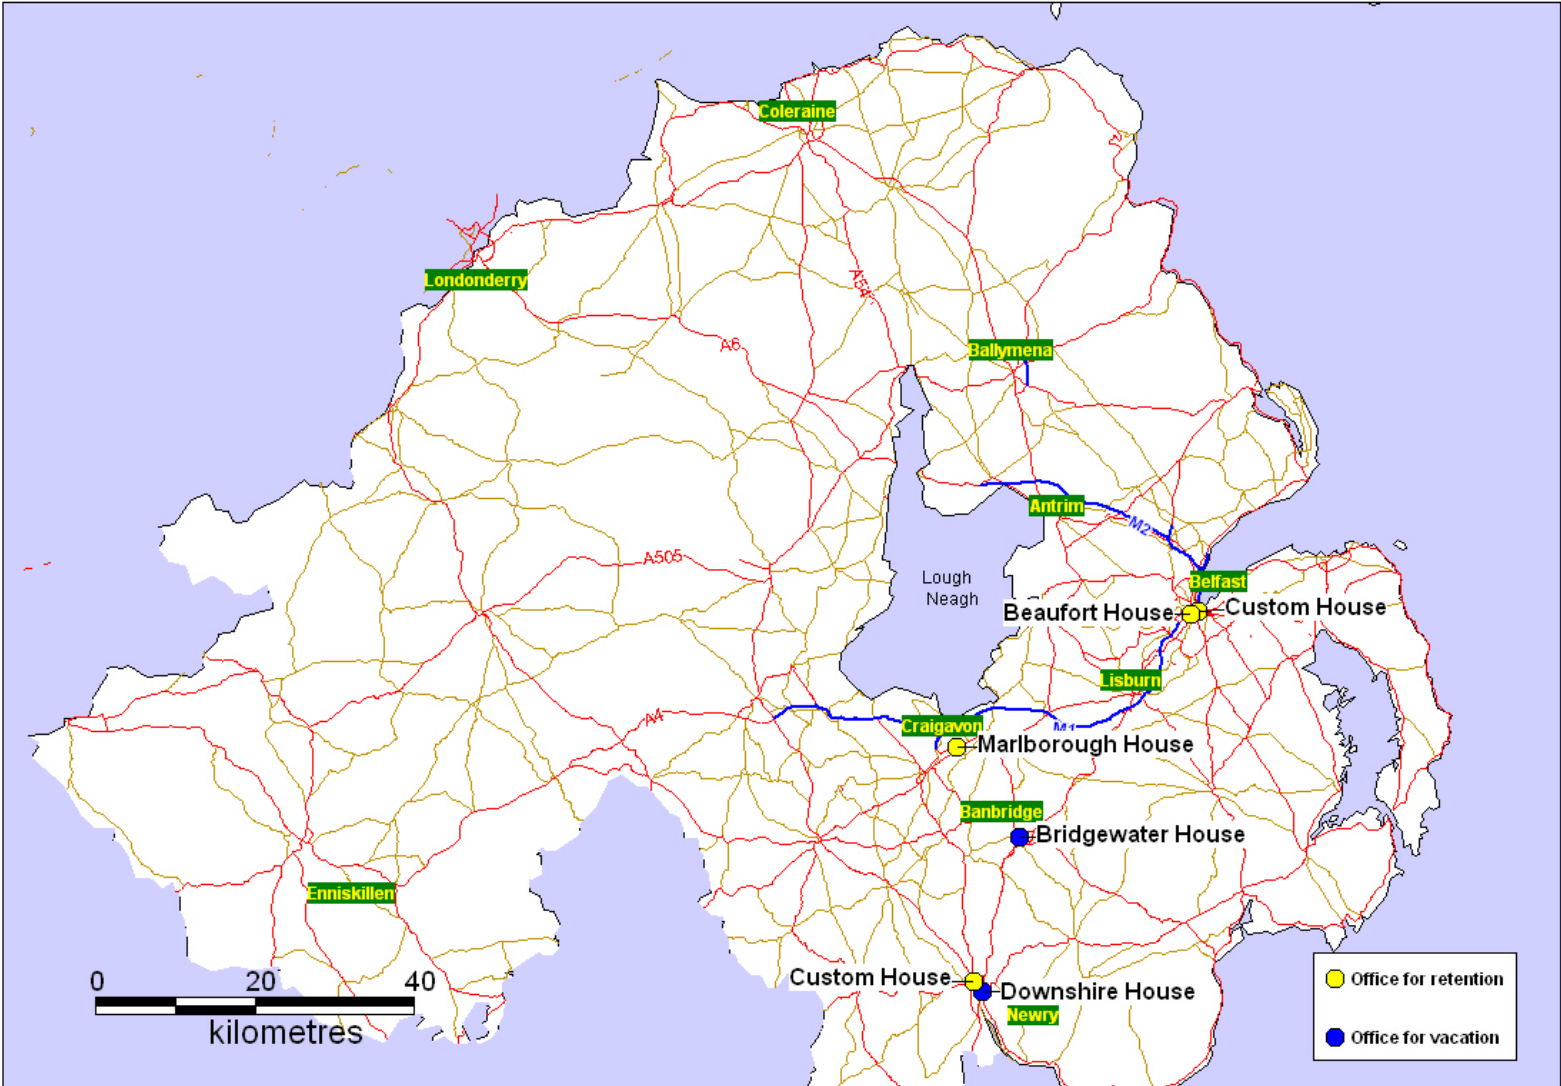 Coleraine
Londonderry
A54
Ballymena
A6
Antrim
M2
A505
Lough
Neagh
Belfast
Beaufort House
Custom House
Lisburn
A4
Craigavon
M1
Marlborough House
Banbridge
Bridgewater House
Enniskillen
Custom House
Downshire House
Newry
0 20 40
kilometres
Office for retention
Office for vacation